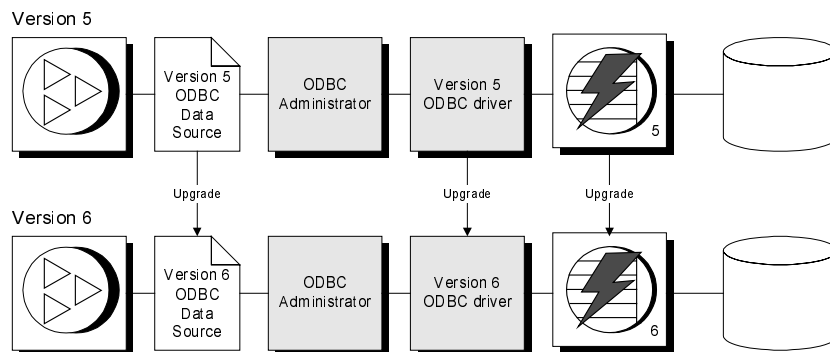 Version 5
Version 5
ODBC
Data
Source
ODBC
Administrator
Version 5
ODBC driver
5
Upgrade
Upgrade
Upgrade
Version 6
Version 6
ODBC
Data
Source
ODBC
Administrator
Version 6
ODBC driver
6